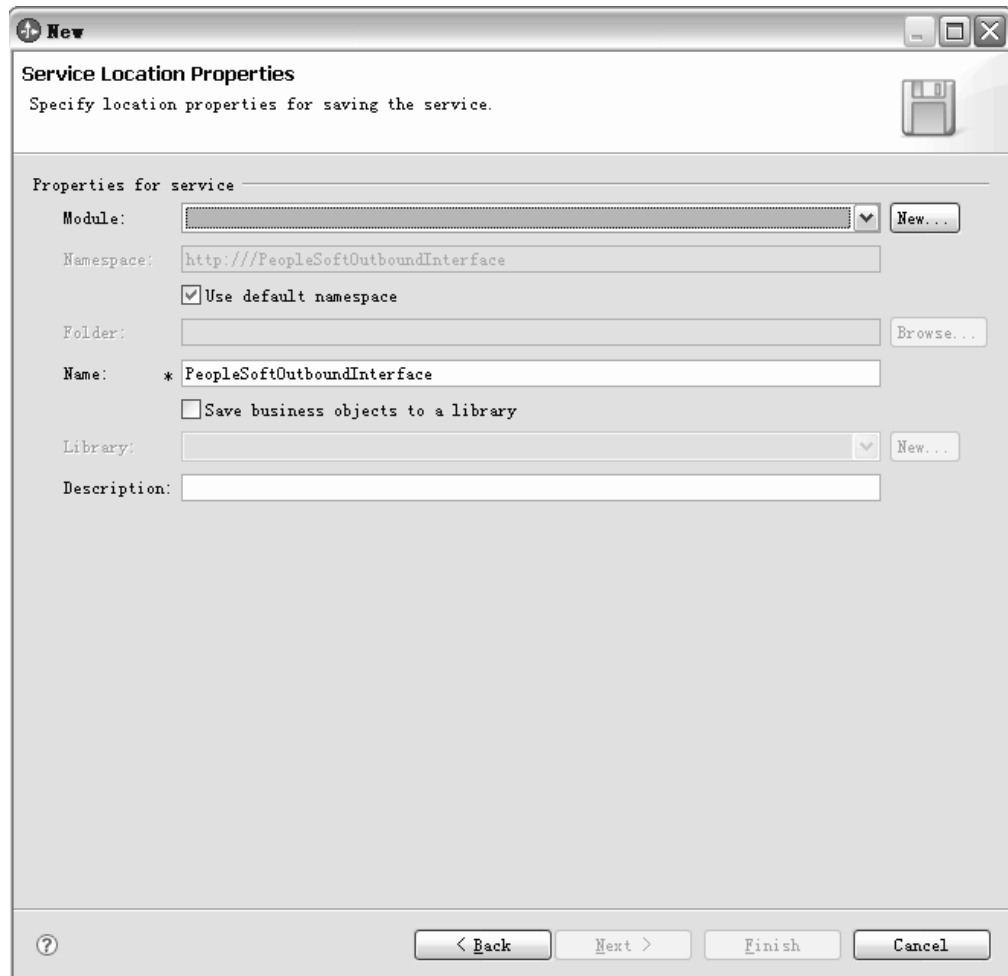 New
Service Location Properties
Specify location properties for saving the service.
Properties for service
Module: New...
Namespace: http:///PeopleSoftOutboundInterface
Use default namespace
Folder: Browse...
Name: * PeopleSoftOutboundInterface
Save business objects to a library
Library: New...
Description:
? < Back Next > Finish Cancel